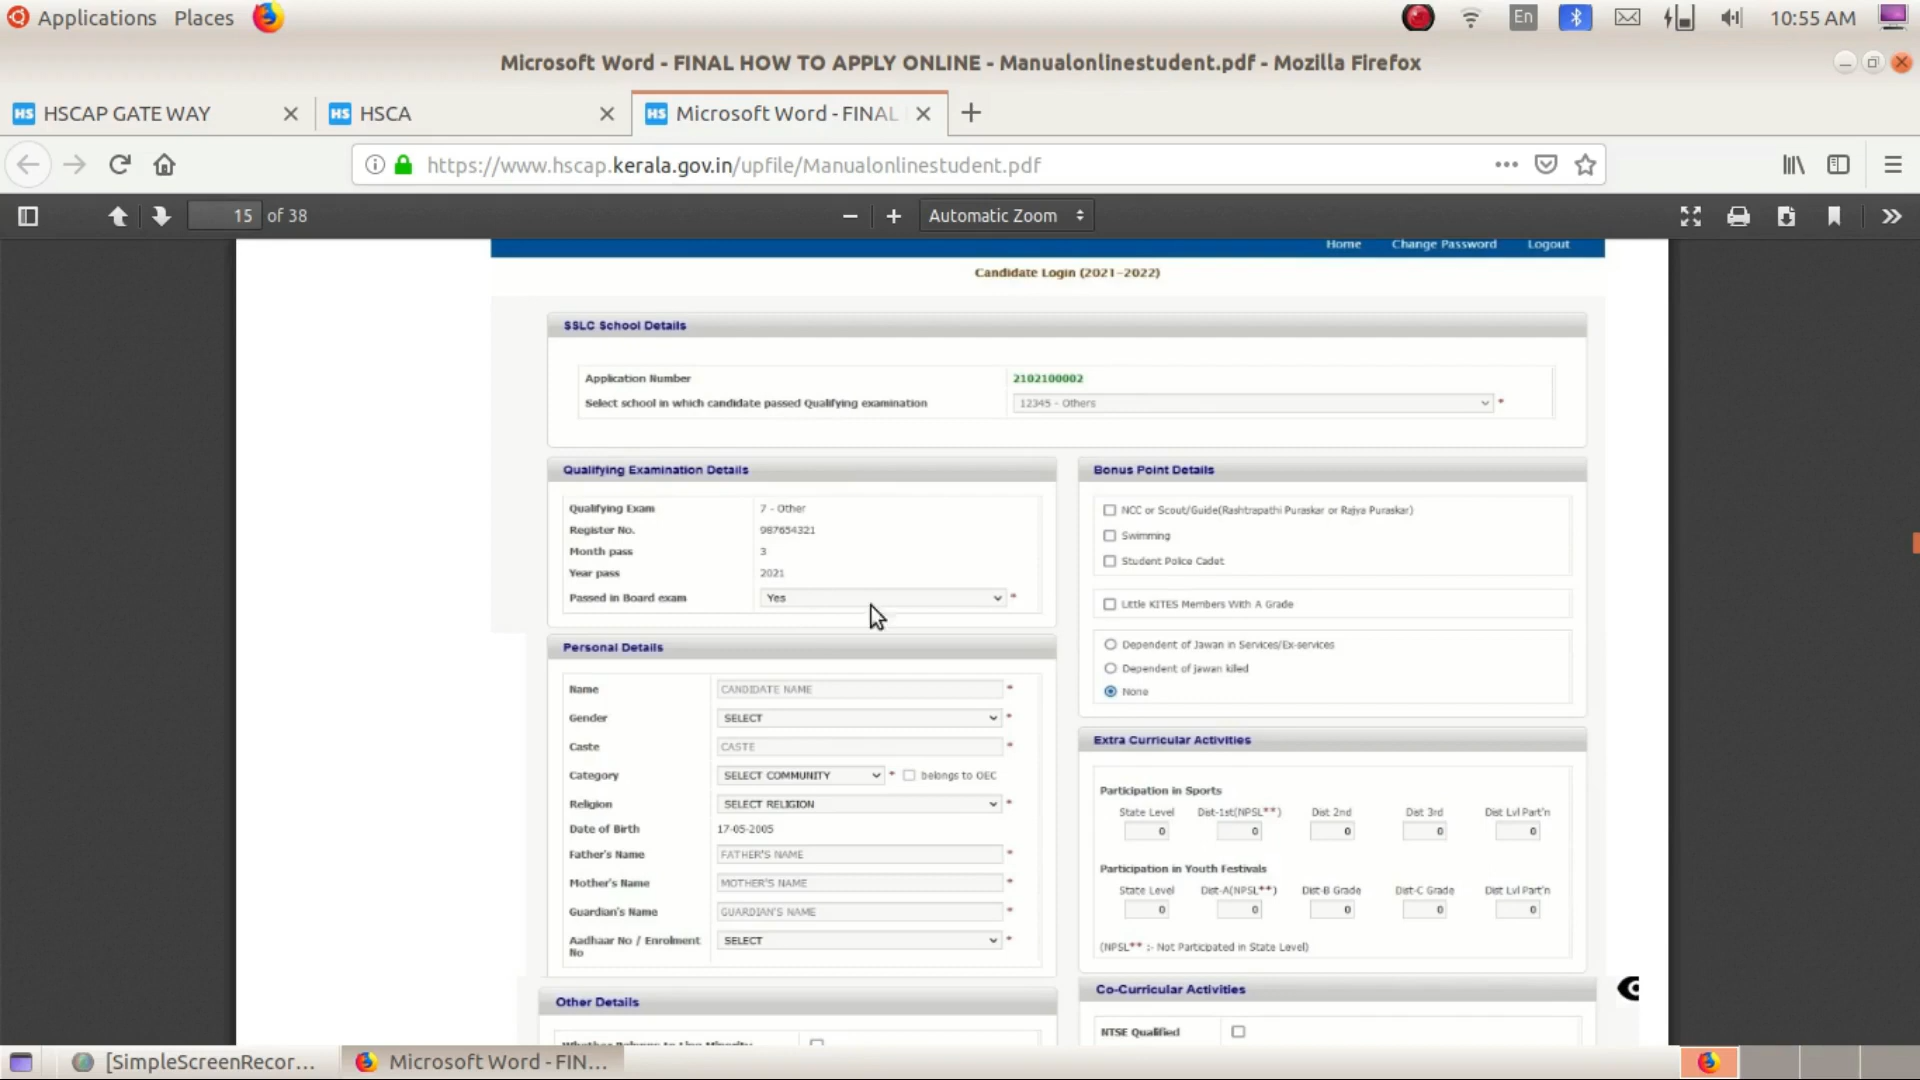 Applications Places En 10:55 AM
Microsoft Word - FINAL HOW TO APPLY ONLINE - Manualonlinestudent.pdf - Mozilla Firefox
HS HSCAP GATE WAY HS HSCA HS Microsoft Word - FINAL
https://www.hscap.kerala.gov.in/upfile/Manualonlinestudent.pdf
15 of 38 Automatic Zoom
Home Change Password Logout
Candidate Login (2021-2022)
SSLC School Details
Application Number 2102100002
Select school in which candidate passed Qualifying examination 12345 - Others *
Qualifying Examination Details
Qualifying Exam 7 - Other
Register No. 987654321
Month pass 3
Year pass 2021
Passed in Board exam Yes *
Bonus Point Details
NCC or Scout/Guide(Rashtrapathi Puraskar or Rajya Puraskar)
Swimming
Student Police Cadet
Little KITES Members With A Grade
Dependent of Jawan in Services/Ex-services
Dependent of jawan killed
None
Personal Details
Name CANDIDATE NAME *
Gender SELECT *
Caste CASTE *
Category SELECT COMMUNITY * belongs to OEC
Religion SELECT RELIGION *
Date of Birth 17-05-2005
Father's Name FATHER'S NAME *
Mother's Name MOTHER'S NAME *
Guardian's Name GUARDIAN'S NAME *
Aadhaar No / Enrolment No SELECT *
Extra Curricular Activities
Participation in Sports
State Level Dist-1st(NPSL**) Dist 2nd Dist 3rd Dist Lvl Part'n
0 0 0 0 0
Participation in Youth Festivals
State Level Dist-A(NPSL**) Dist-B Grade Dist-C Grade Dist Lvl Part'n
0 0 0 0 0
(NPSL** :- Not Participated in State Level)
Other Details
Co-Curricular Activities
NTSE Qualified
[SimpleScreenRecor... Microsoft Word - FIN...